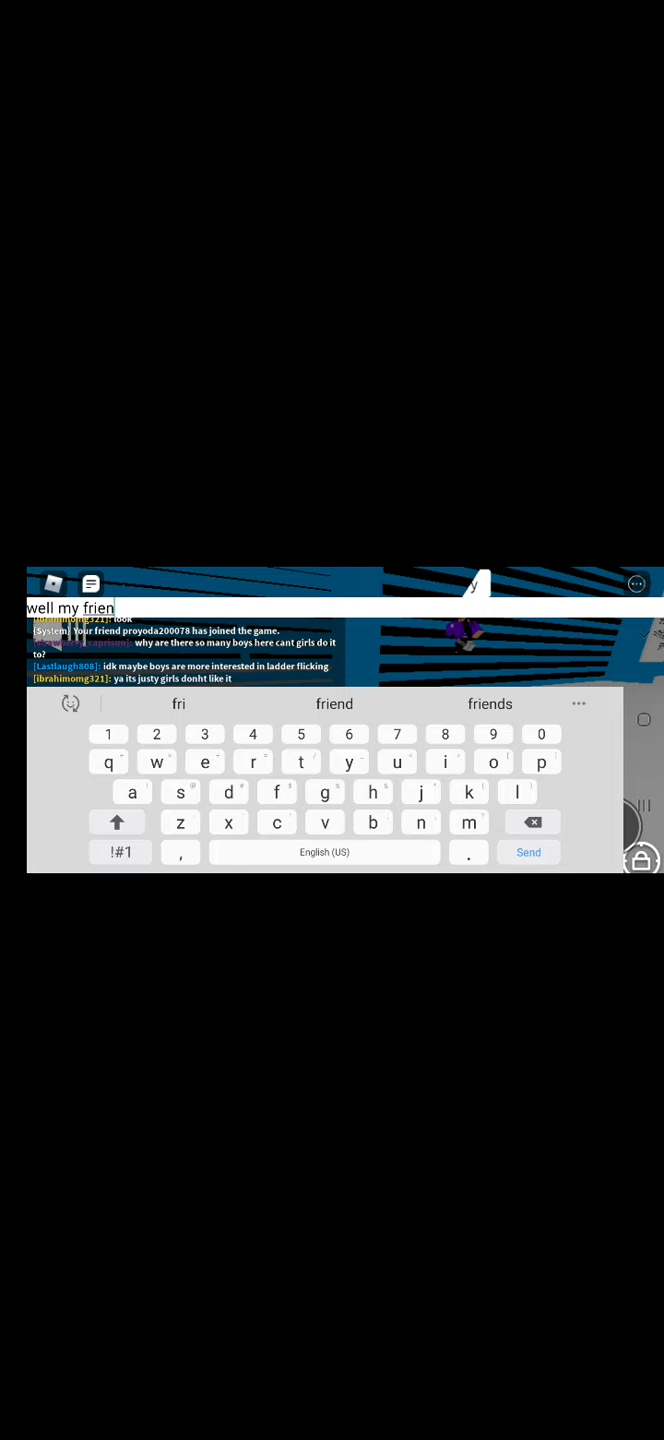 y
well my frien
[ibrahimomg321]: look
[System] Your friend proyoda200078 has joined the game.
why are there so many boys here cant girls do it
to?
[Lastlaugh808]: idk maybe boys are more interested in ladder flicking
[ibrahimomg321]: ya its justy girls donht like it
fri friend friends
1 2 3 4 5 6 7 8 9 0
q w e r t y u i o p
a s d f g h j k l
z x c v b n m
!#1 , English (US) . Send